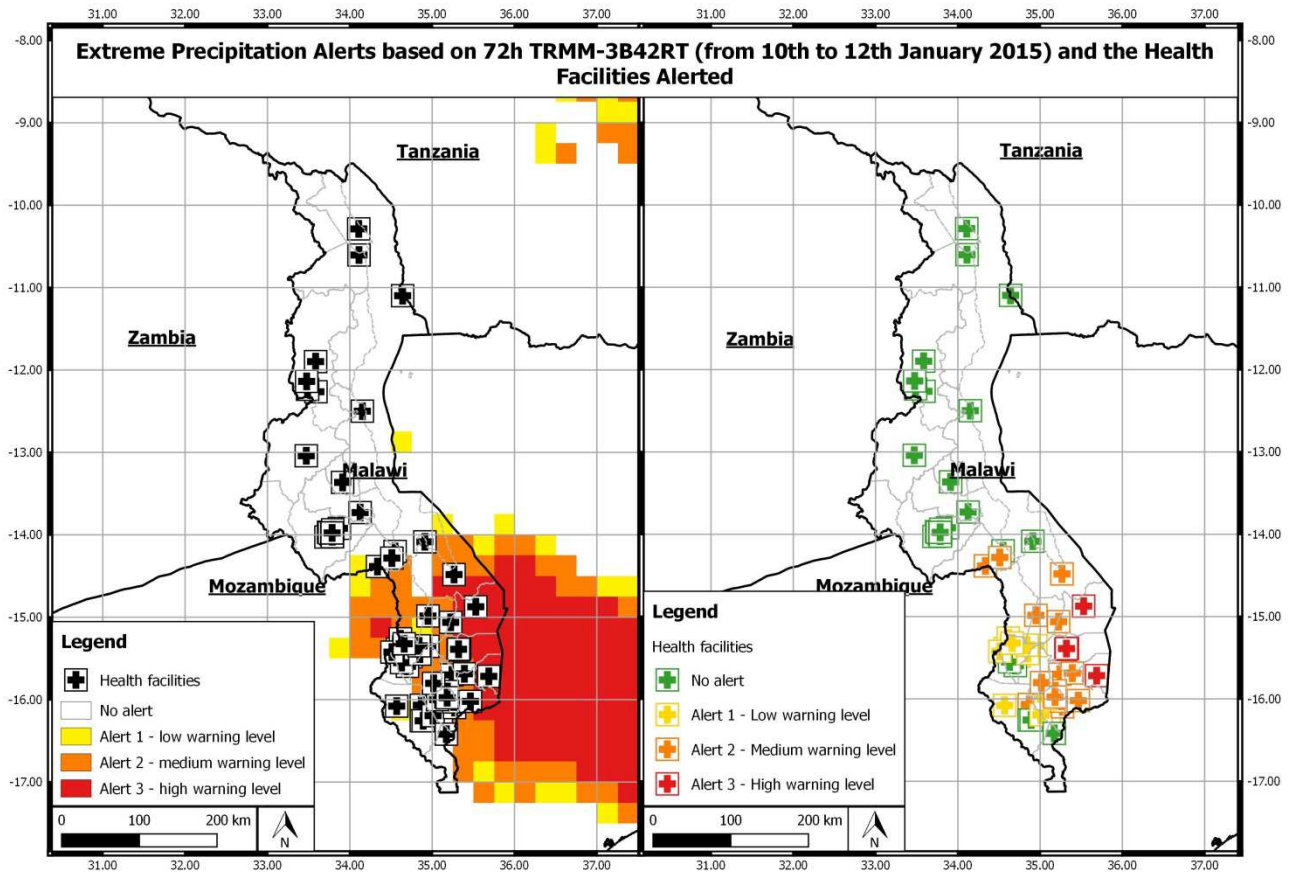 31.00 32.00 33.00 34.00 35.00 36.00 37.00 31.00 32.00 33.00 34.00 35.00 36.00 37.00
-8.00 -8.00
Extreme Precipitation Alerts based on 72h TRMM-3B42RT (from 10th to 12th January 2015) and the Health
Facilities Alerted
-9.00 -9.00
Tanzania Tanzania
-10.00 -10.00
-11.00 -11.00
Zambia Zambia
-12.00 -12.00
-13.00 -13.00
Malawi Malawi
-14.00 -14.00
Mozambique Mozambique
-15.00 -15.00
Legend
Health facilities
No alert
Alert 1 - low warning level
Alert 2 - medium warning level
Alert 3 - high warning level
0 100 200 km
N
Legend
Health facilities
No alert
Alert 1 - Low warning level
Alert 2 - Medium warning level
Alert 3 - High warning level
0 100 200 km
N
-16.00 -16.00
-17.00 -17.00
31.00 32.00 33.00 34.00 35.00 36.00 37.00 31.00 32.00 33.00 34.00 35.00 36.00 37.00